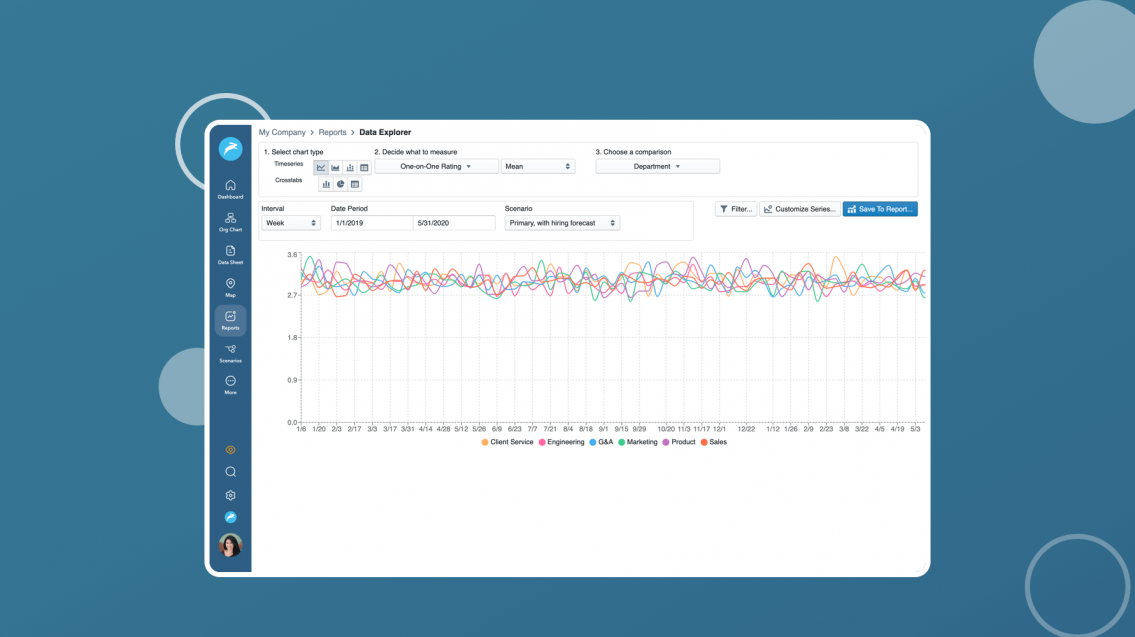 My Company > Reports > Data Explorer
1. Select chart type
2. Decide what to measure
3. Choose a comparison
Timeseries
One-on-One Rating
Mean
Department
Crosstabs
Interval
Date Period
Scenario
Week
1/1/2019
5/31/2020
Primary, with hiring forecast
Filter...
Customize Series...
Save To Report...
Dashboard
Org Chart
Data Sheet
Map
Reports
Scenarios
More
3.6
2.7
1.8
0.9
0.0
1/6 1/20 2/3 2/17 3/3 3/17 3/31 4/14 4/28 5/12 5/26 6/9 6/23 7/7 7/21 8/4 8/18 9/1 9/15 9/29 10/20 11/3 11/17 12/1 12/22 1/12 1/26 2/9 2/23 3/8 3/22 4/5 4/19 5/3
Client Service Engineering G&A Marketing Product Sales